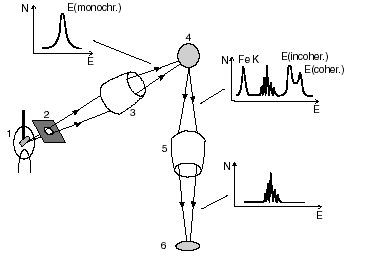 N E(monochr.)
E
4
N Fe K E(incoher.)
E(coher.)
E
2
3
1
5
N
E
6